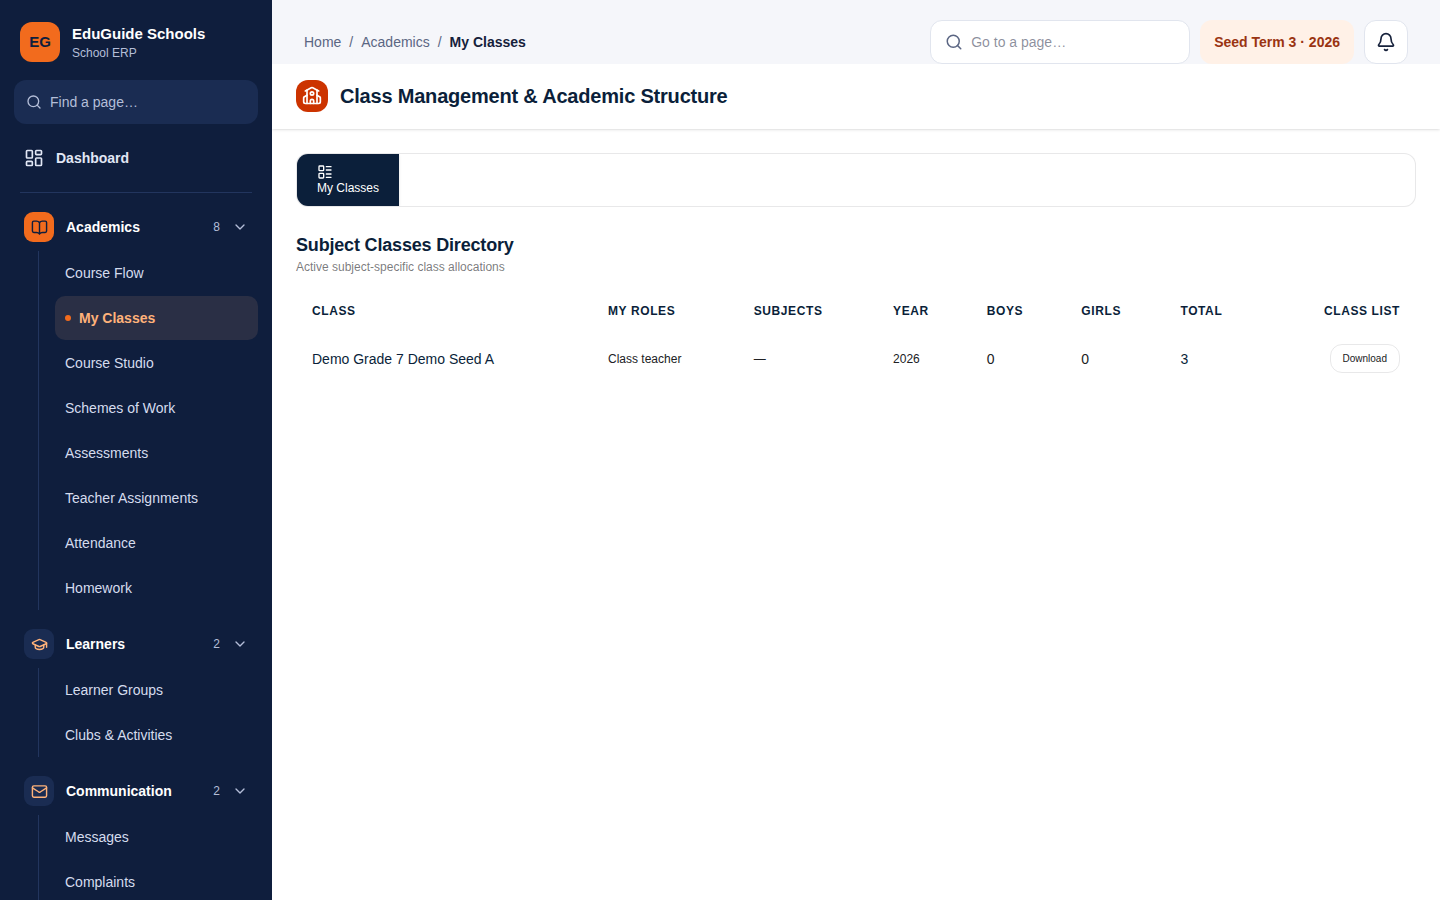 EG
EduGuide Schools
School ERP
Find a page…
Dashboard
Academics 8
Course Flow
My Classes
Course Studio
Schemes of Work
Assessments
Teacher Assignments
Attendance
Homework
Learners 2
Learner Groups
Clubs & Activities
Communication 2
Messages
Complaints
Home / Academics / My Classes
Go to a page…
Seed Term 3 · 2026
Class Management & Academic Structure
My Classes
Subject Classes Directory
Active subject-specific class allocations
CLASS MY ROLES SUBJECTS YEAR BOYS GIRLS TOTAL CLASS LIST
Demo Grade 7 Demo Seed A Class teacher — 2026 0 0 3 Download